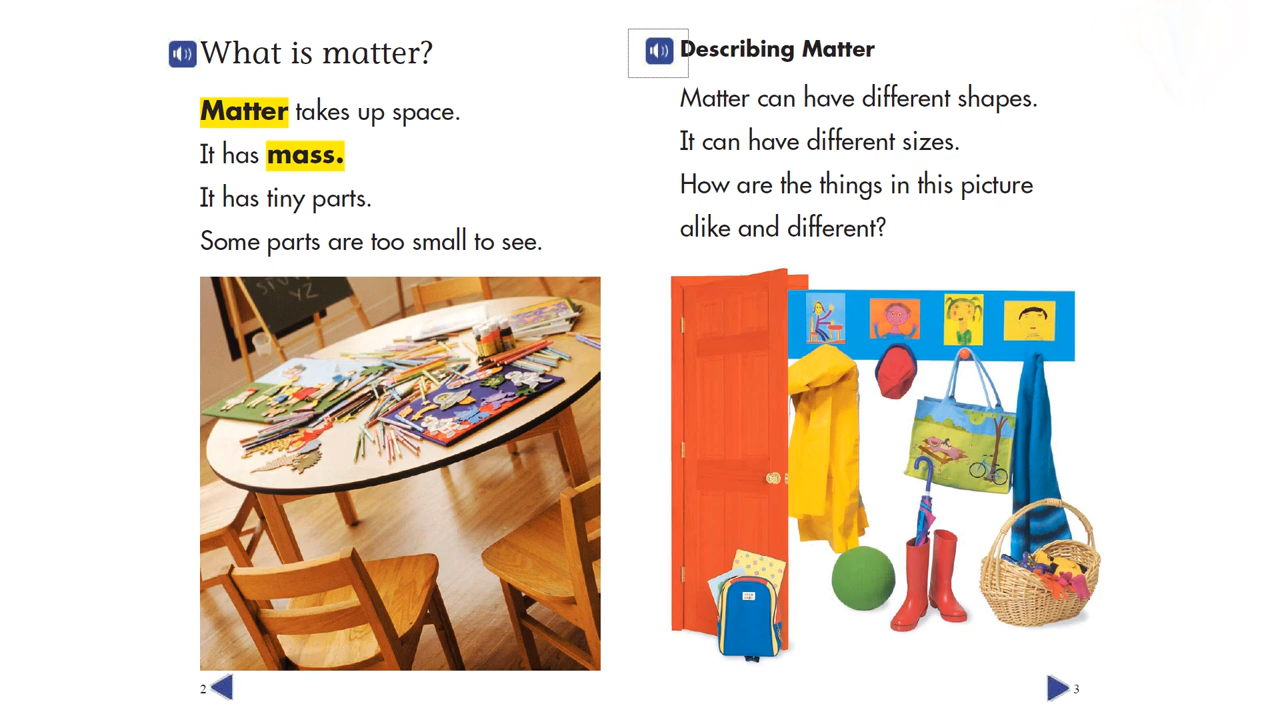 What is matter?
Matter takes up space.
It has mass.
It has tiny parts.
Some parts are too small to see.
YZ
2
Describing Matter
Matter can have different shapes.
It can have different sizes.
How are the things in this picture
alike and different?
3